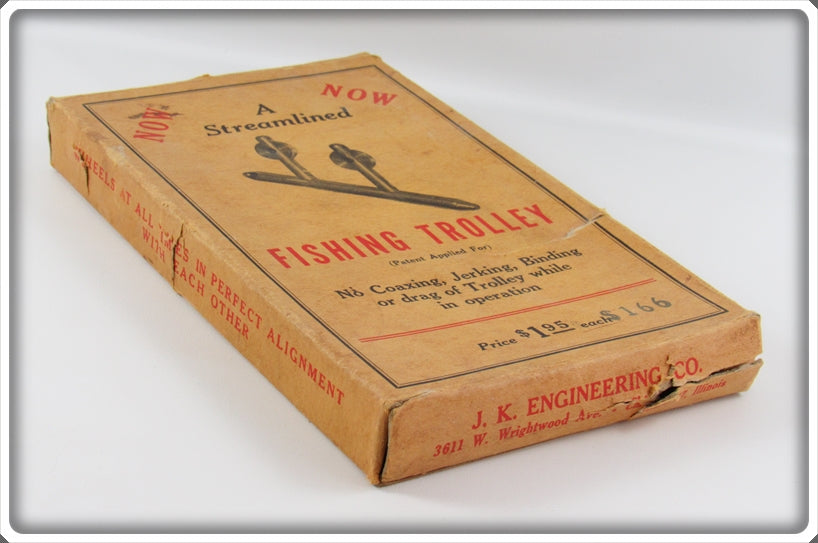 NOW
A
NOW
Streamlined
FISHING TROLLEY
(Patent Applied For)
No Coaxing, Jerking, Binding
or drag of Trolley while
in operation
Price $1.95 each $166
WHEELS AT ALL TIMES IN PERFECT ALIGNMENT
WITH EACH OTHER
J. K. ENGINEERING CO.
3611 W. Wrightwood Ave. Illinois